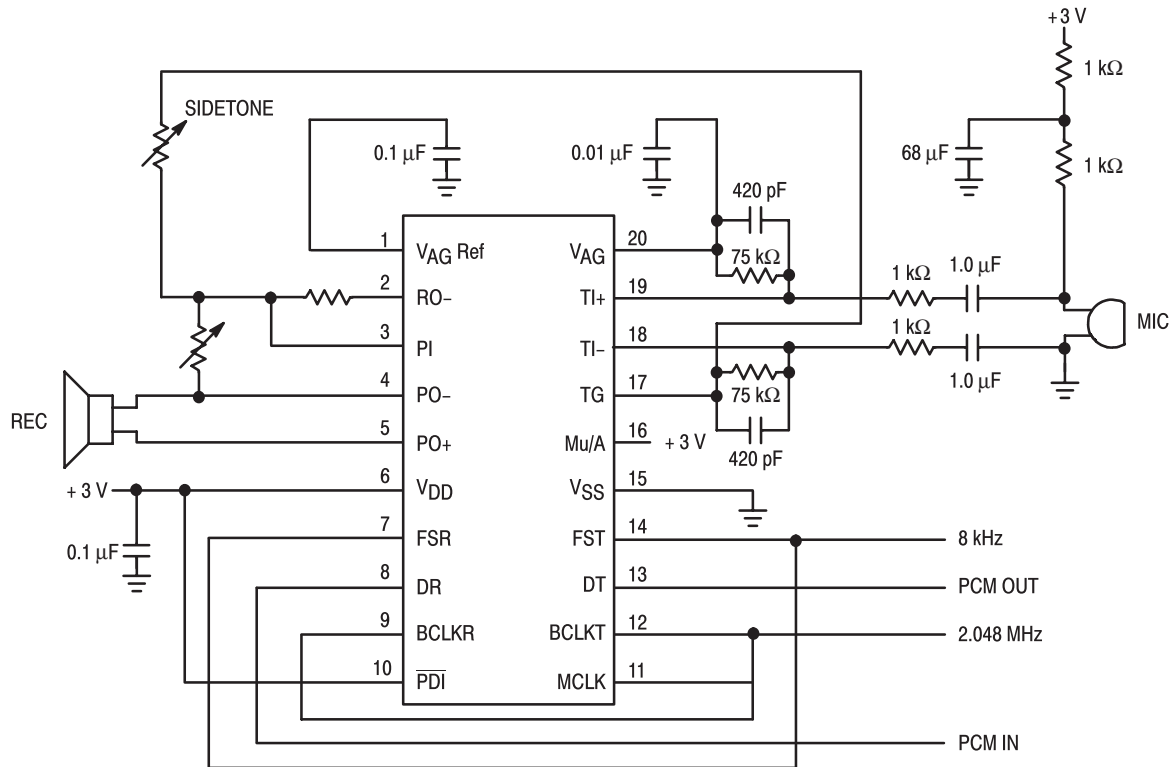 + 3 V
1 kΩ
SIDETONE
0.1 µF
0.01 µF
68 µF
1 kΩ
420 pF
1
VAG Ref
VAG
20
75 kΩ
1 kΩ
1.0 µF
2
RO–
TI+
19
MIC
3
PI
TI–
18
1 kΩ
1.0 µF
4
PO–
TG
17
75 kΩ
REC
5
PO+
Mu/A
16
+ 3 V
420 pF
+ 3 V
6
VDD
VSS
15
7
FSR
FST
14
8 kHz
0.1 µF
8
DR
DT
13
PCM OUT
9
BCLKR
BCLKT
12
2.048 MHz
10
PDI
MCLK
11
PCM IN